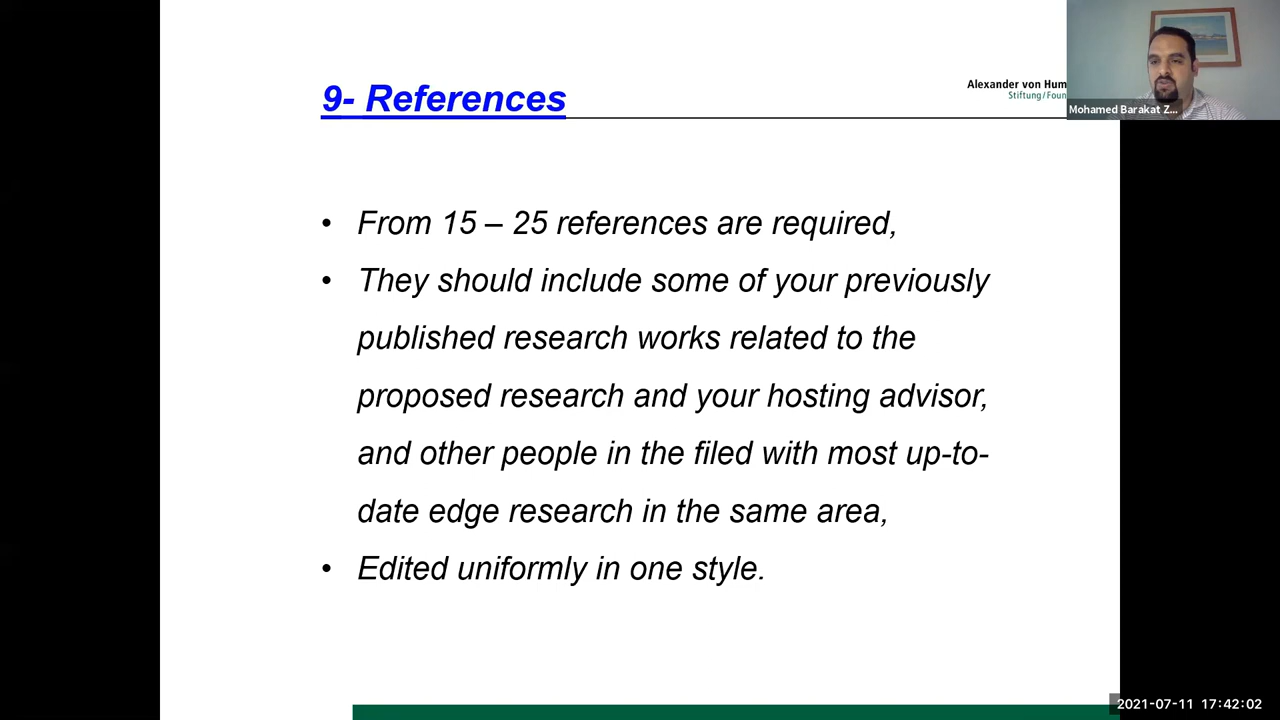 9- References
Alexander von Hum
Stiftung/Foun
Mohamed Barakat Z...
• From 15 – 25 references are required,
• They should include some of your previously
published research works related to the
proposed research and your hosting advisor,
and other people in the filed with most up-to-
date edge research in the same area,
• Edited uniformly in one style.
2021-07-11 17:42:02